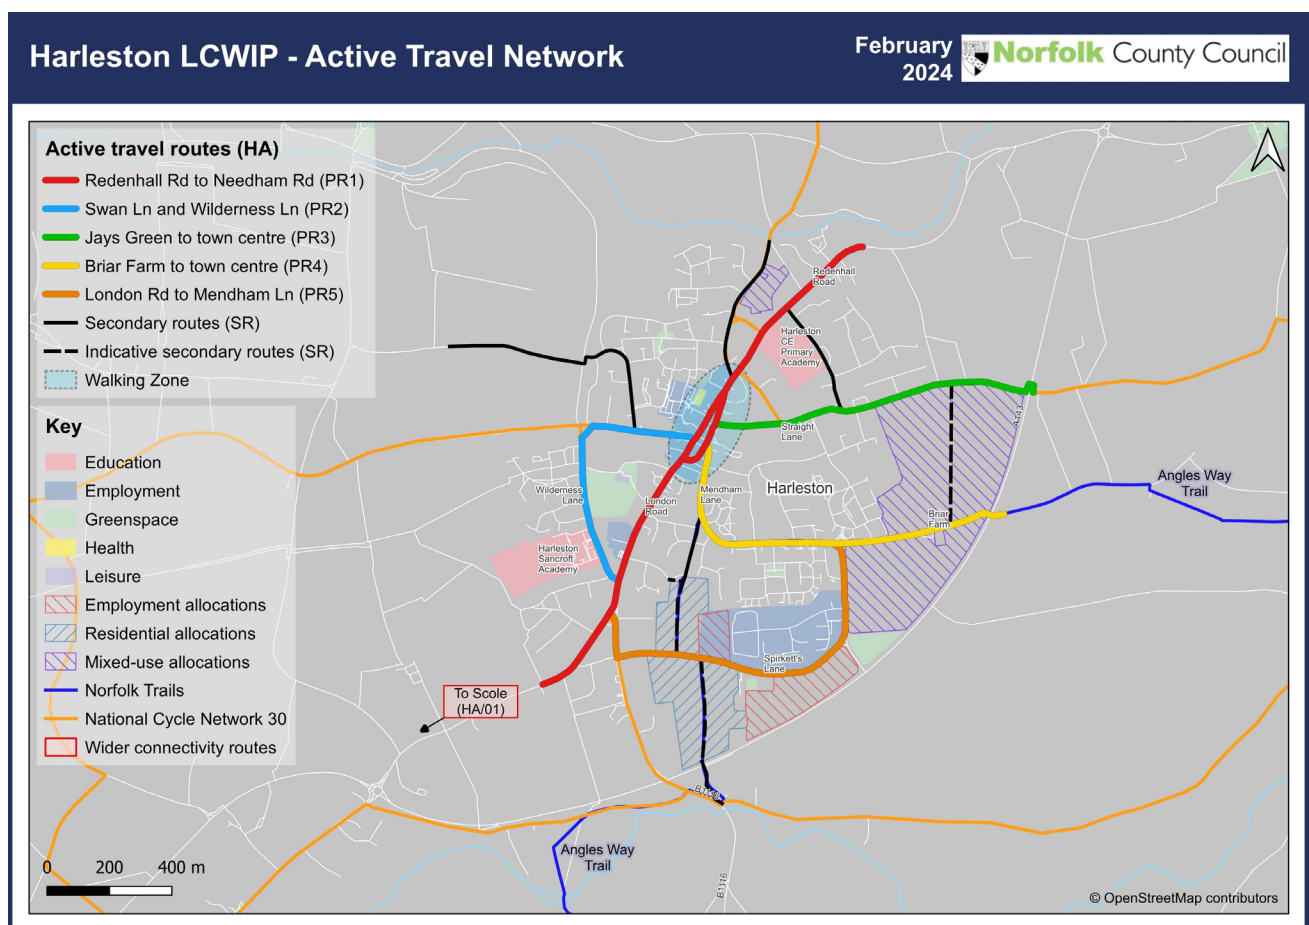 Harleston LCWIP - Active Travel Network
February
2024
Norfolk County Council
Active travel routes (HA)
Redenhall Rd to Needham Rd (PR1)
Swan Ln and Wilderness Ln (PR2)
Jays Green to town centre (PR3)
Briar Farm to town centre (PR4)
London Rd to Mendham Ln (PR5)
Secondary routes (SR)
Indicative secondary routes (SR)
Walking Zone
Key
Education
Employment
Greenspace
Health
Leisure
Employment allocations
Residential allocations
Mixed-use allocations
Norfolk Trails
National Cycle Network 30
Wider connectivity routes
Redenhall
Road
Harleston
CE
Primary
Academy
Straight
Lane
A143
Angles Way
Trail
Wilderness
Lane
London
Road
Mendham
Lane
Harleston
Briar
Farm
Harleston
Sancroft
Academy
Spirkett's
Lane
To Scole
(HA/01)
Angles Way
Trail
B1116
0 200 400 m
© OpenStreetMap contributors